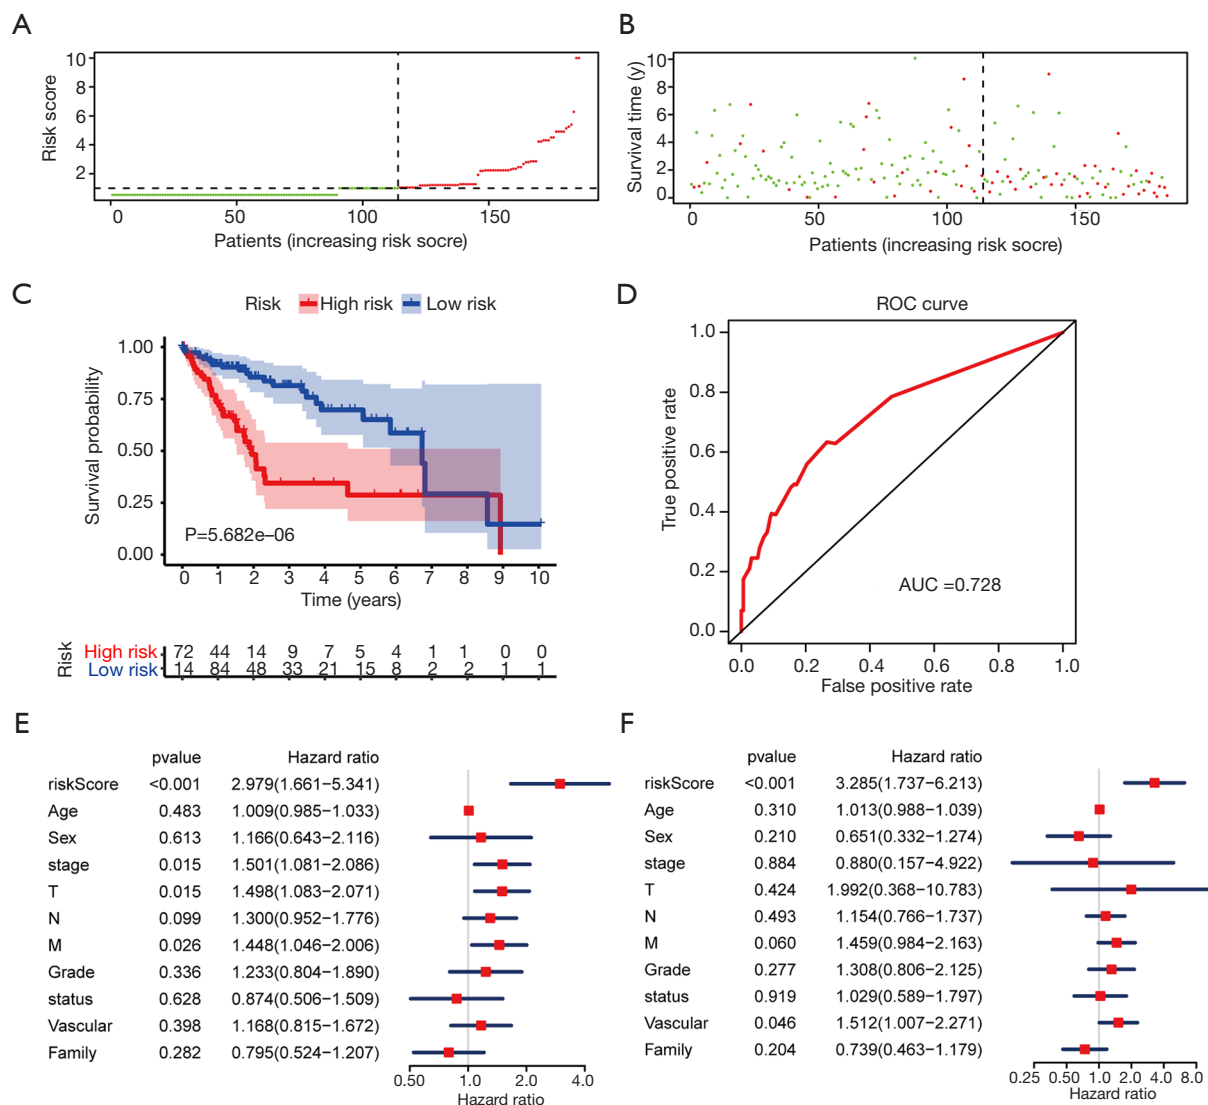 A
Risk score
10
8
6
4
2
0 50 100 150
Patients (increasing risk socre)
B
Survival time (y)
10
8
6
4
2
0
0 50 100 150
Patients (increasing risk socre)
C
Risk High risk Low risk
Survival probability
1.00
0.75
0.50
0.25
0.00
P=5.682e−06
0 1 2 3 4 5 6 7 8 9 10
Time (years)
Risk
High risk 72 44 14 9 7 5 4 1 1 0 0
Low risk 14 84 48 33 21 15 8 2 2 1 1
D
ROC curve
True positive rate
1.0
0.8
0.6
0.4
0.2
0.0
AUC =0.728
0.0 0.2 0.4 0.6 0.8 1.0
False positive rate
E
pvalue Hazard ratio
riskScore <0.001 2.979(1.661−5.341)
Age 0.483 1.009(0.985−1.033)
Sex 0.613 1.166(0.643−2.116)
stage 0.015 1.501(1.081−2.086)
T 0.015 1.498(1.083−2.071)
N 0.099 1.300(0.952−1.776)
M 0.026 1.448(1.046−2.006)
Grade 0.336 1.233(0.804−1.890)
status 0.628 0.874(0.506−1.509)
Vascular 0.398 1.168(0.815−1.672)
Family 0.282 0.795(0.524−1.207)
0.50 1.0 2.0 4.0
Hazard ratio
F
pvalue Hazard ratio
riskScore <0.001 3.285(1.737−6.213)
Age 0.310 1.013(0.988−1.039)
Sex 0.210 0.651(0.332−1.274)
stage 0.884 0.880(0.157−4.922)
T 0.424 1.992(0.368−10.783)
N 0.493 1.154(0.766−1.737)
M 0.060 1.459(0.984−2.163)
Grade 0.277 1.308(0.806−2.125)
status 0.919 1.029(0.589−1.797)
Vascular 0.046 1.512(1.007−2.271)
Family 0.204 0.739(0.463−1.179)
0.25 0.50 1.0 2.0 4.0 8.0
Hazard ratio